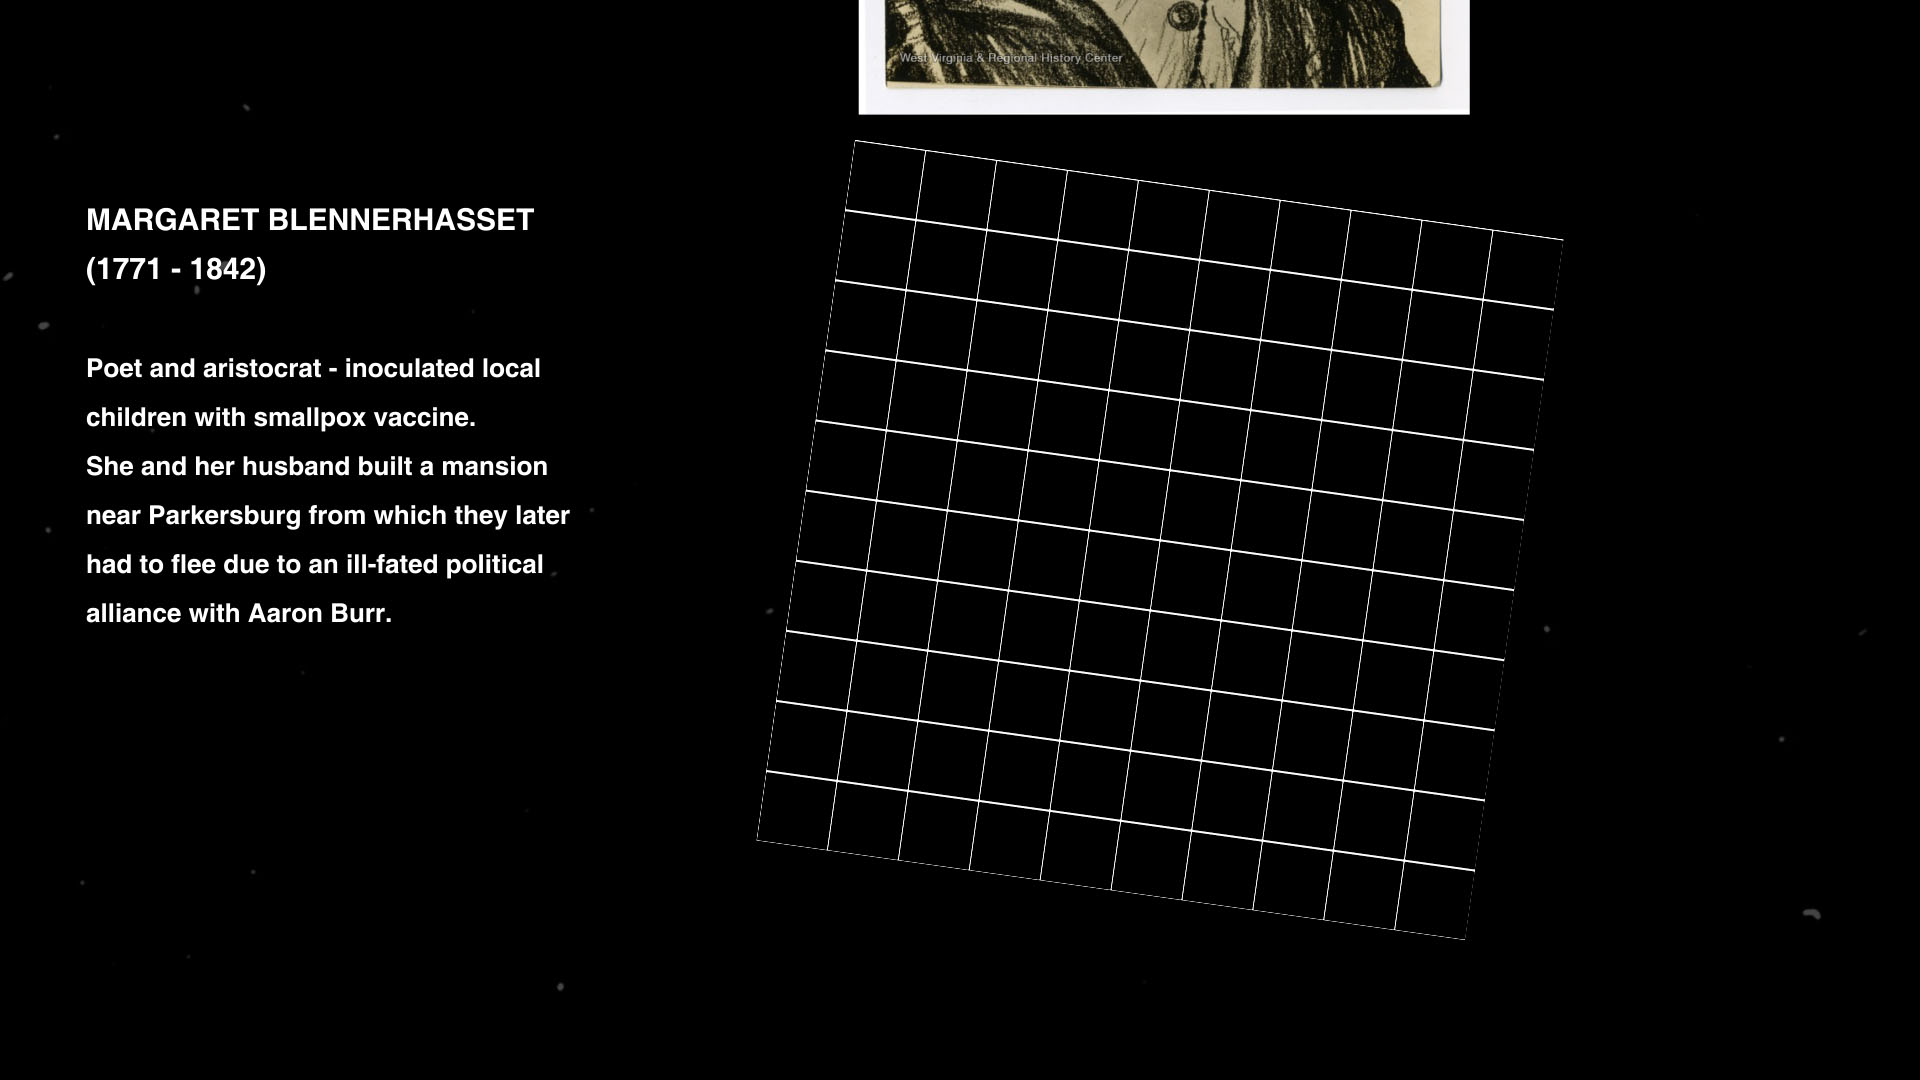 West Virginia & Regional History Center
MARGARET BLENNERHASSET
(1771 - 1842)
Poet and aristocrat - inoculated local
children with smallpox vaccine.
She and her husband built a mansion
near Parkersburg from which they later
had to flee due to an ill-fated political
alliance with Aaron Burr.